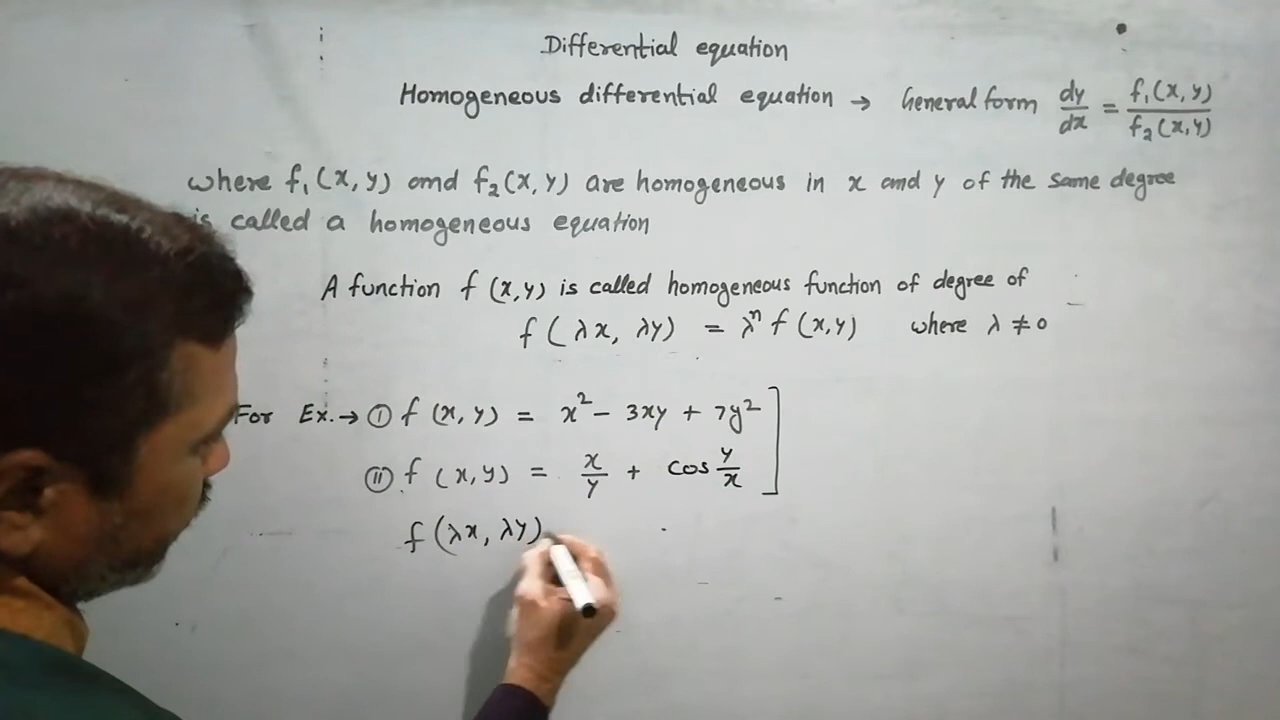 Differential equation
Homogeneous differential equation → General form dy/dx = f₁(x, y)/f₂(x, y)
where f₁(x, y) and f₂(x, y) are homogeneous in x and y of the same degree
is called a homogeneous equation
A function f (x, y) is called homogeneous function of degree of
f ( λx, λy) = λⁿ f (x, y) where λ ≠ 0
For Ex. → ① f (x, y) = x² – 3xy + 7y²
② f (x, y) = x/y + cos y/x
f (λx, λy)